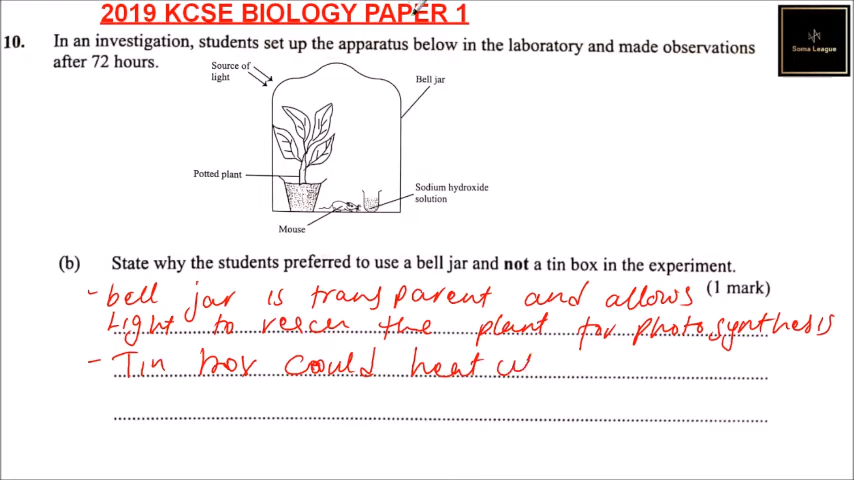 2019 KCSE BIOLOGY PAPER 1
10. In an investigation, students set up the apparatus below in the laboratory and made observations
after 72 hours.
Soma League
Source of
light
Bell jar
Potted plant
Sodium hydroxide
solution
Mouse
(b) State why the students preferred to use a bell jar and not a tin box in the experiment.
(1 mark)
- bell jar is transparent and allows
Light to reach the plant for photosynthesis
- Tin box could heat u